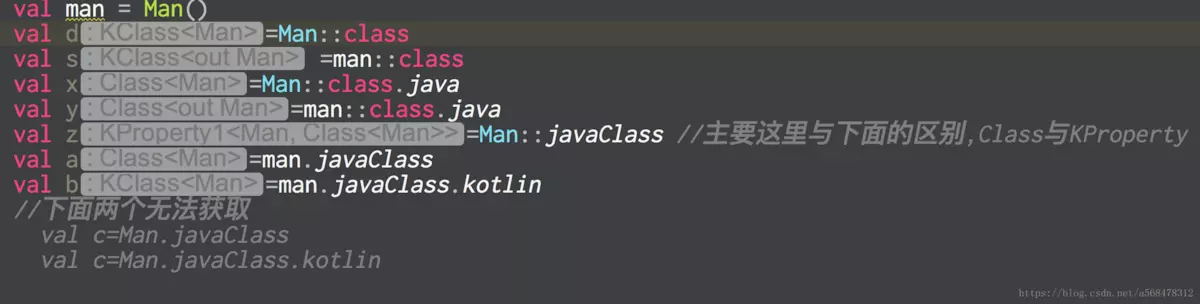 val man = Man()
val d : KClass<Man> =Man::class
val s : KClass<out Man> =man::class
val x : Class<Man> =Man::class.java
val y : Class<out Man> =man::class.java
val z : KProperty1<Man, Class<Man>> =Man::javaClass //主要这里与下面的区别,Class与KProperty
val a : Class<Man> =man.javaClass
val b : KClass<Man> =man.javaClass.kotlin
//下面两个无法获取
val c=Man.javaClass
val c=Man.javaClass.kotlin
https://blog.csdn.net/a568478312